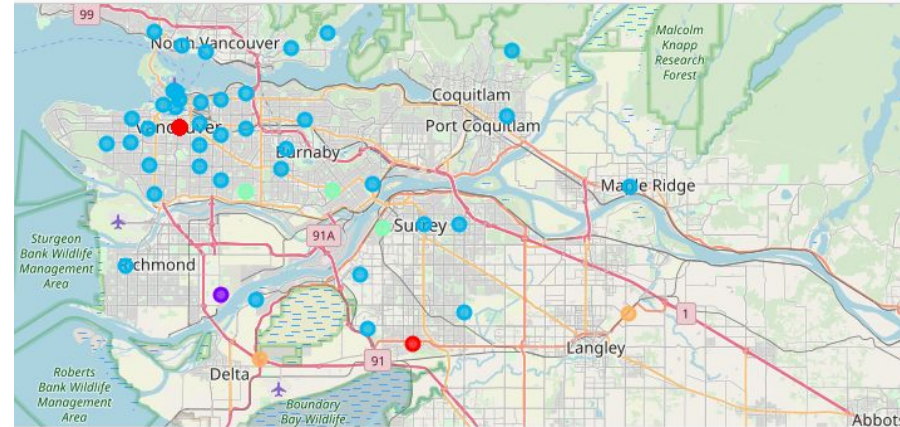 99
North Vancouver
Malcolm
Knapp
Research
Forest
Coquitlam
Port Coquitlam
Vancouver
Burnaby
Maple Ridge
Surrey
91A
Sturgeon
Bank Wildlife
Management
Area
Richmond
1
Langley
91
Delta
Roberts
Bank Wildlife
Management
Area
Boundary
Bay Wildlife
Abbots